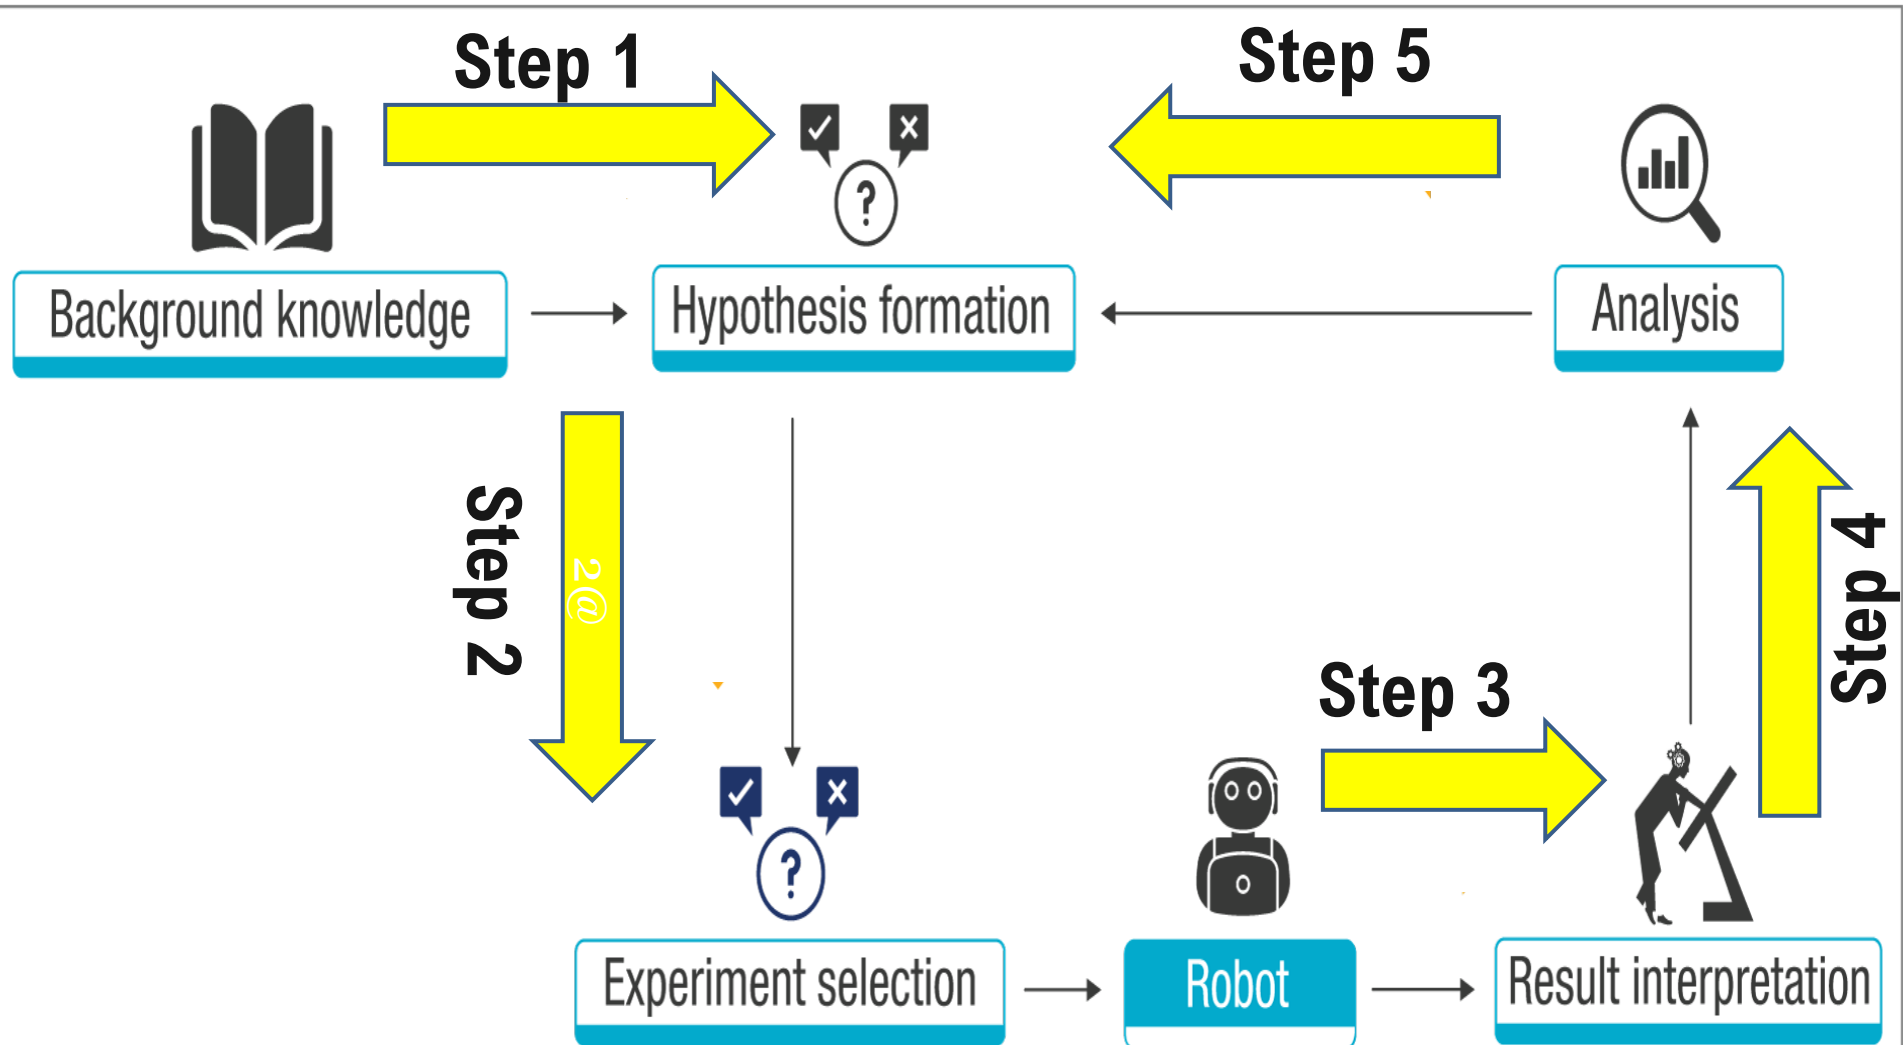 Step 1
Step 5
?
Background knowledge
Hypothesis formation
Analysis
Step 2
2@
Step 4
Step 3
?
Experiment selection
Robot
Result interpretation